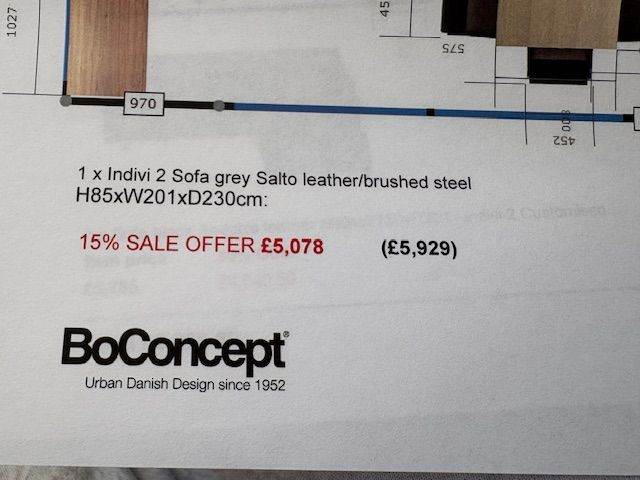 1027
45
575
970
800
452
1 x Indivi 2 Sofa grey Salto leather/brushed steel
H85xW201xD230cm:
15% SALE OFFER £5,078 (£5,929)
BoConcept®
Urban Danish Design since 1952